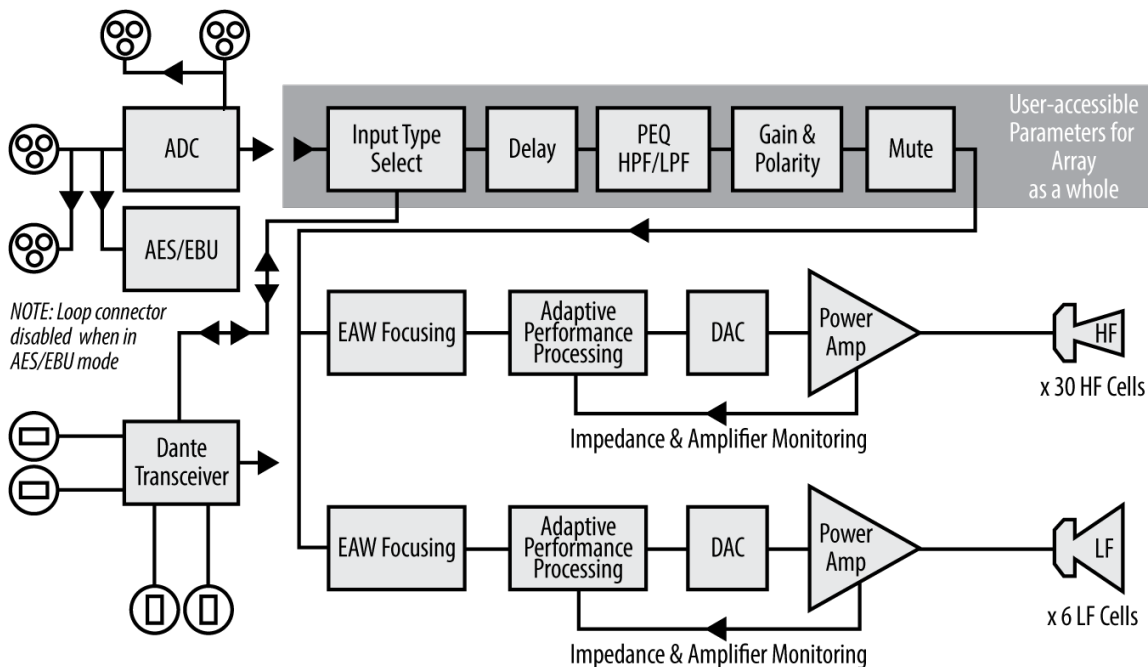 ADC
AES/EBU
NOTE: Loop connector
disabled when in
AES/EBU mode
Dante
Transceiver
Input Type
Select
Delay
PEQ
HPF/LPF
Gain &
Polarity
Mute
User-accessible
Parameters for
Array
as a whole
EAW Focusing
Adaptive
Performance
Processing
DAC
Power
Amp
HF
x 30 HF Cells
Impedance & Amplifier Monitoring
EAW Focusing
Adaptive
Performance
Processing
DAC
Power
Amp
LF
x 6 LF Cells
Impedance & Amplifier Monitoring